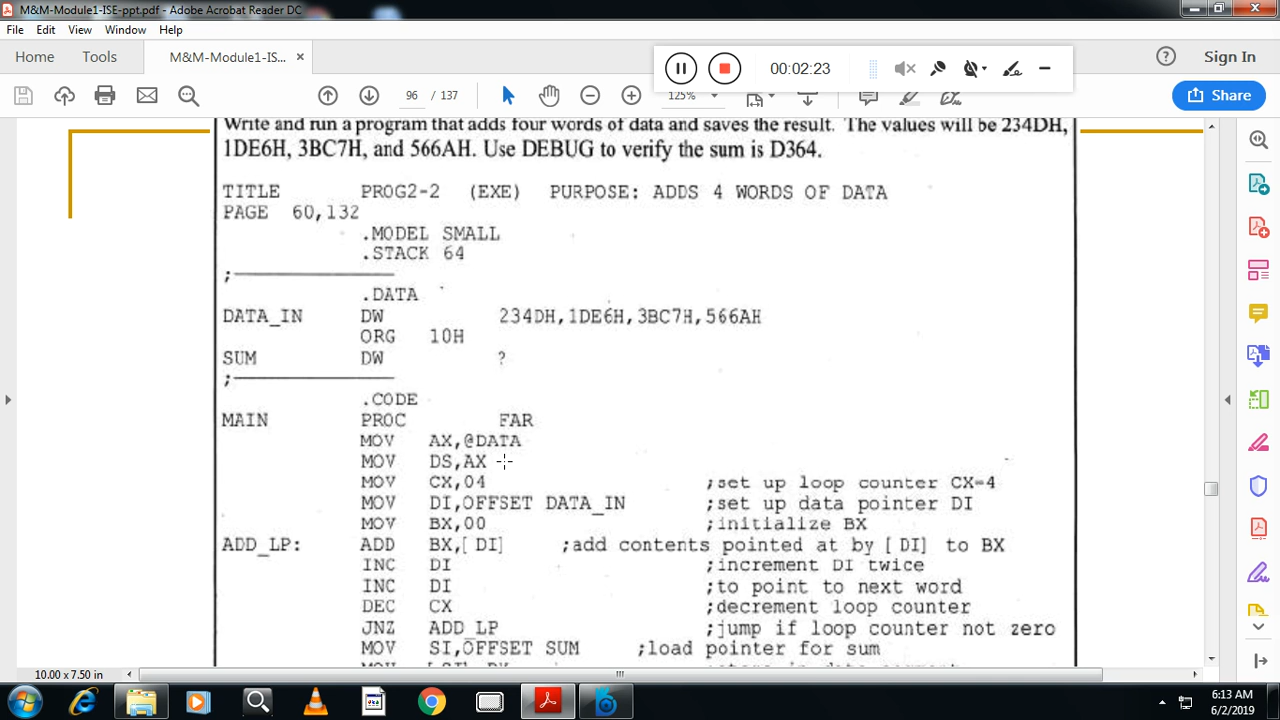 M&M-Module1-ISE-ppt.pdf - Adobe Acrobat Reader DC
File Edit View Window Help
Home Tools M&M-Module1-IS... × 00:02:23 Sign In
96 / 137 125% Share
Write and run a program that adds four words of data and saves the result. The values will be 234DH,
1DE6H, 3BC7H, and 566AH. Use DEBUG to verify the sum is D364.
TITLE PROG2-2 (EXE) PURPOSE: ADDS 4 WORDS OF DATA
PAGE 60,132
.MODEL SMALL
.STACK 64
;
.DATA
DATA_IN DW 234DH,1DE6H,3BC7H,566AH
ORG 10H
SUM DW ?
;
.CODE
MAIN PROC FAR
MOV AX,@DATA
MOV DS,AX
MOV CX,04 ;set up loop counter CX=4
MOV DI,OFFSET DATA_IN ;set up data pointer DI
MOV BX,00 ;initialize BX
ADD_LP: ADD BX,[ DI] ;add contents pointed at by [ DI] to BX
INC DI ;increment DI twice
INC DI ;to point to next word
DEC CX ;decrement loop counter
JNZ ADD_LP ;jump if loop counter not zero
MOV SI,OFFSET SUM ;load pointer for sum
10.00 x 7.50 in
6:13 AM
6/2/2019